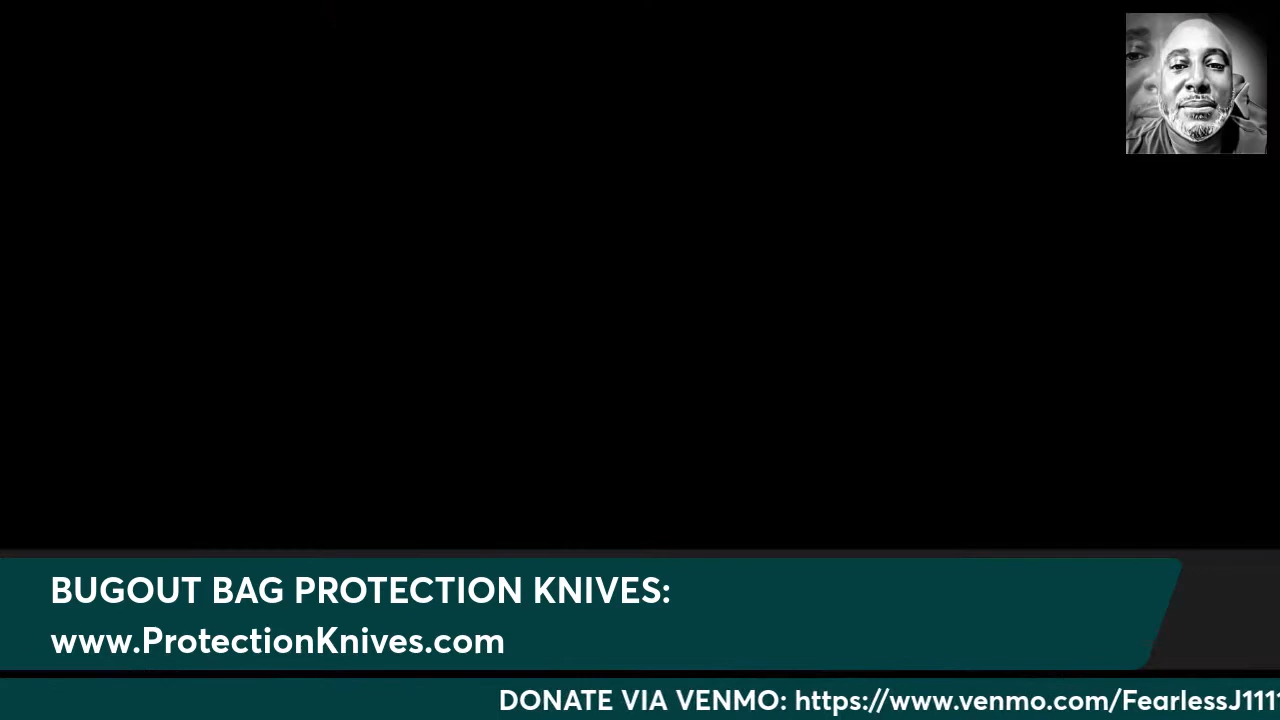 BUGOUT BAG PROTECTION KNIVES:
www.ProtectionKnives.com
DONATE VIA VENMO: https://www.venmo.com/FearlessJ111